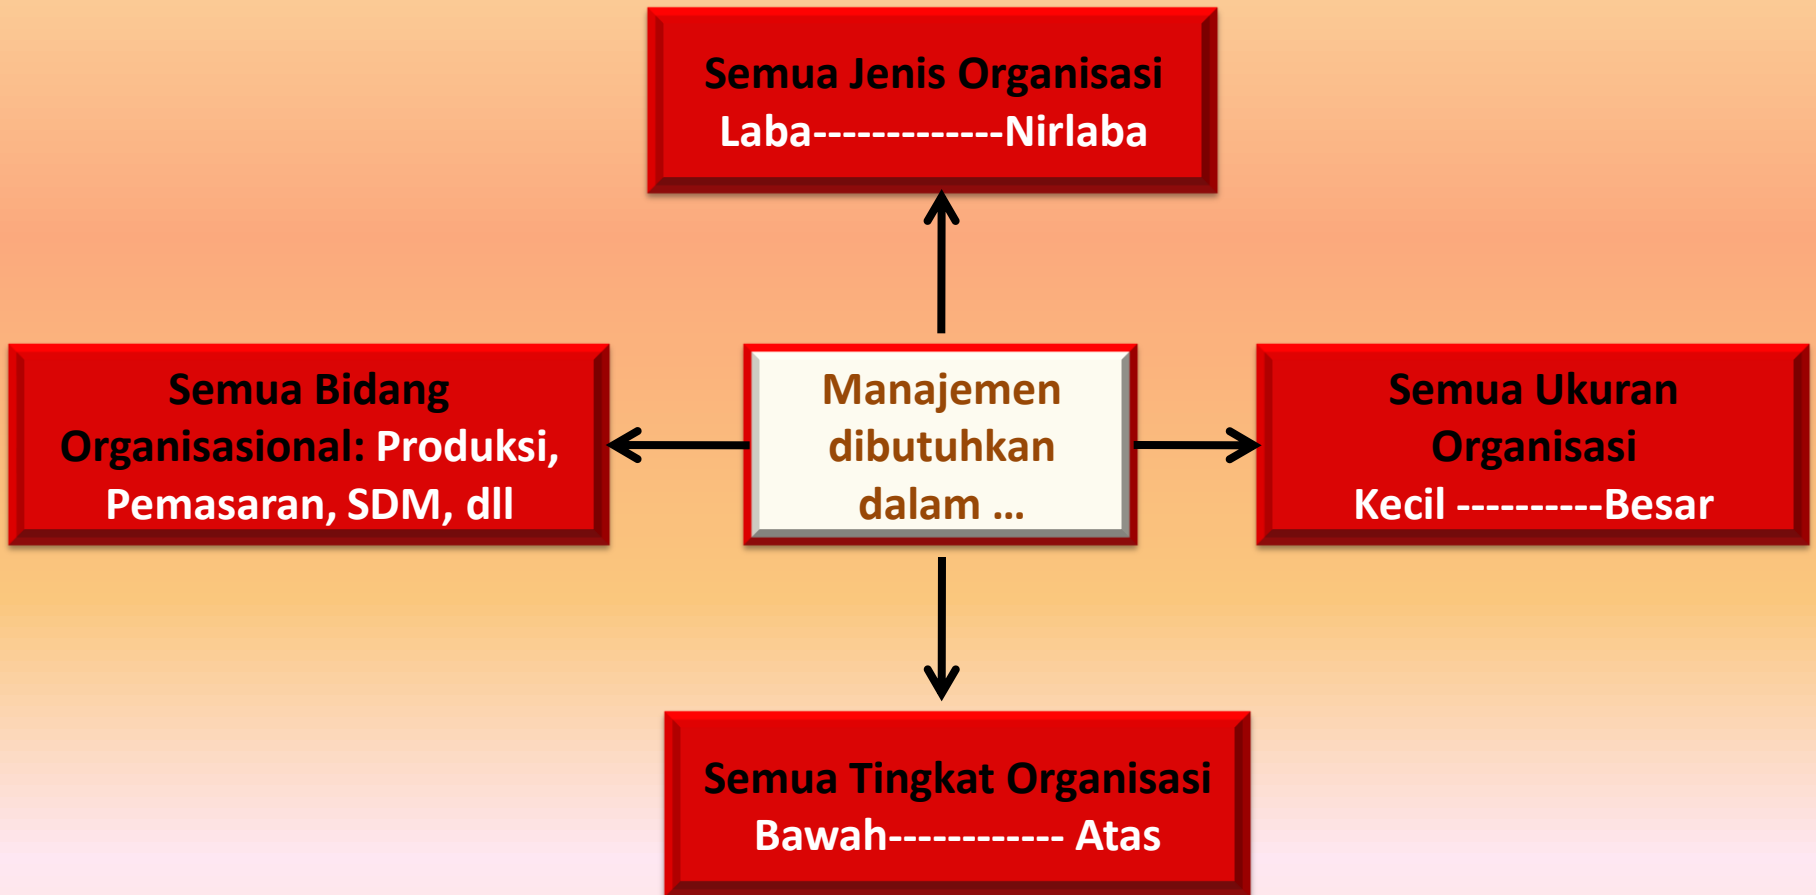 Semua Jenis Organisasi
Laba-------------Nirlaba
Semua Bidang
Organisasional: Produksi,
Pemasaran, SDM, dll
Manajemen
dibutuhkan
dalam ...
Semua Ukuran
Organisasi
Kecil ----------Besar
Semua Tingkat Organisasi
Bawah------------ Atas